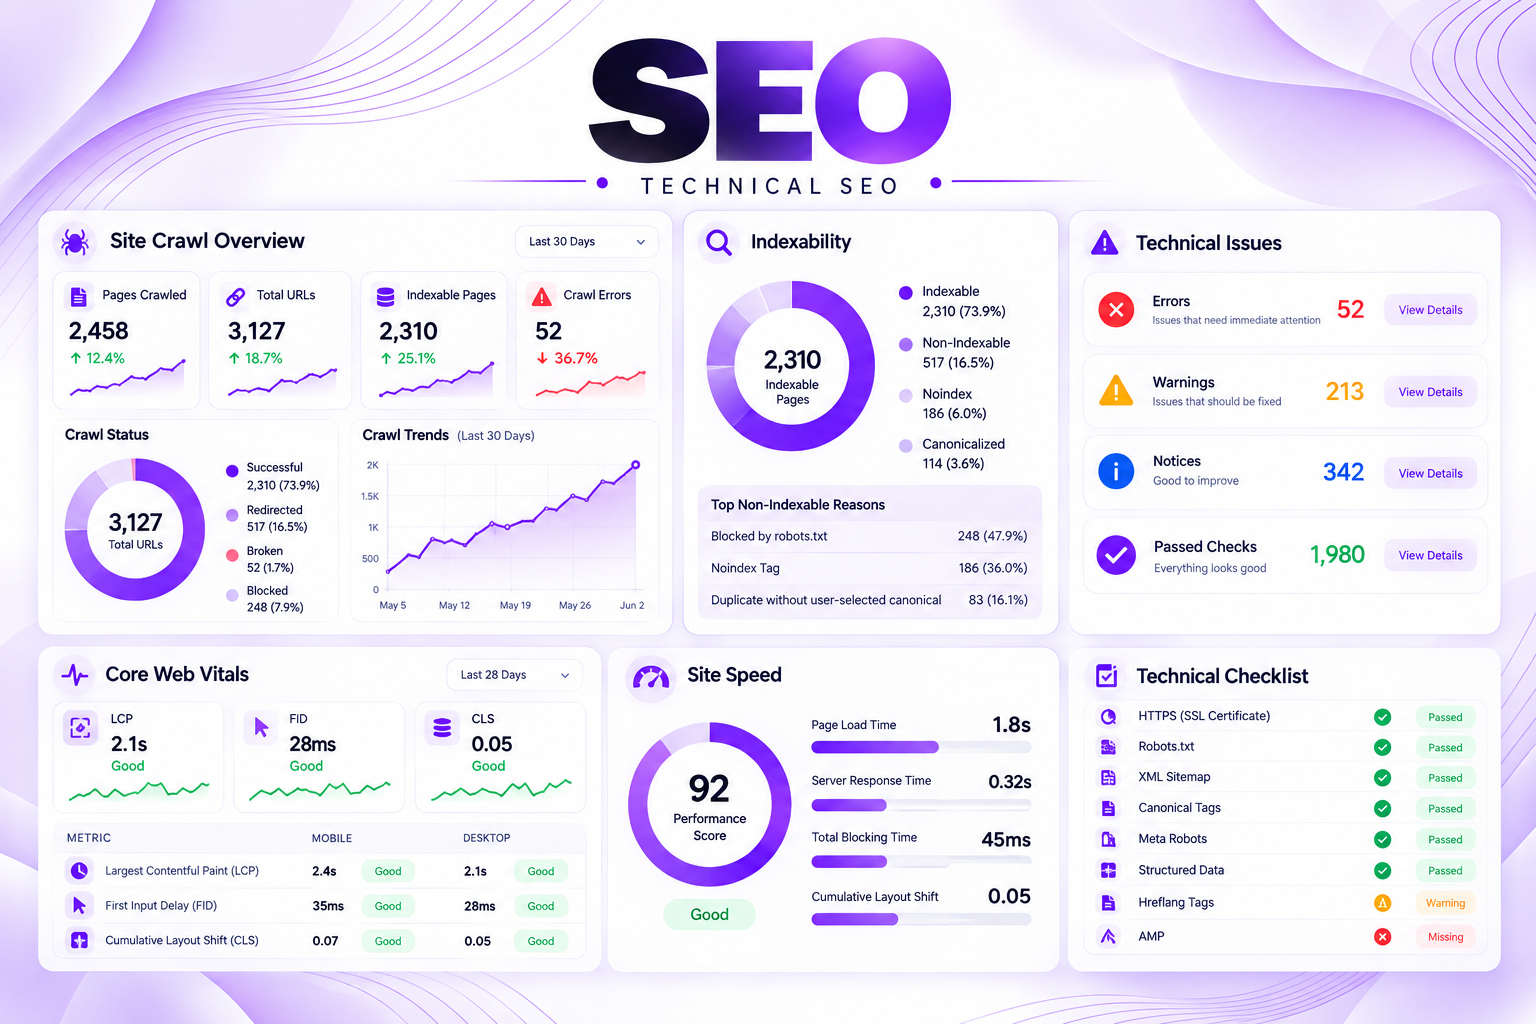 SEO
TECHNICAL SEO
Site Crawl Overview
Last 30 Days
Pages Crawled
2,458
↑ 12.4%
Total URLs
3,127
↑ 18.7%
Indexable Pages
2,310
↑ 25.1%
Crawl Errors
52
↓ 36.7%
Crawl Status
3,127
Total URLs
Successful
2,310 (73.9%)
Redirected
517 (16.5%)
Broken
52 (1.7%)
Blocked
248 (7.9%)
Crawl Trends (Last 30 Days)
2K
1.5K
1K
500
0
May 5 May 12 May 19 May 26 Jun 2
Indexability
2,310
Indexable
Pages
Indexable
2,310 (73.9%)
Non-Indexable
517 (16.5%)
Noindex
186 (6.0%)
Canonicalized
114 (3.6%)
Top Non-Indexable Reasons
Blocked by robots.txt 248 (47.9%)
Noindex Tag 186 (36.0%)
Duplicate without user-selected canonical 83 (16.1%)
Technical Issues
Errors
Issues that need immediate attention
52
View Details
Warnings
Issues that should be fixed
213
View Details
Notices
Good to improve
342
View Details
Passed Checks
Everything looks good
1,980
View Details
Core Web Vitals
Last 28 Days
LCP
2.1s
Good
FID
28ms
Good
CLS
0.05
Good
METRIC MOBILE DESKTOP
Largest Contentful Paint (LCP) 2.4s Good 2.1s Good
First Input Delay (FID) 35ms Good 28ms Good
Cumulative Layout Shift (CLS) 0.07 Good 0.05 Good
Site Speed
92
Performance
Score
Good
Page Load Time 1.8s
Server Response Time 0.32s
Total Blocking Time 45ms
Cumulative Layout Shift 0.05
Technical Checklist
HTTPS (SSL Certificate) Passed
Robots.txt Passed
XML Sitemap Passed
Canonical Tags Passed
Meta Robots Passed
Structured Data Passed
Hreflang Tags Warning
AMP Missing